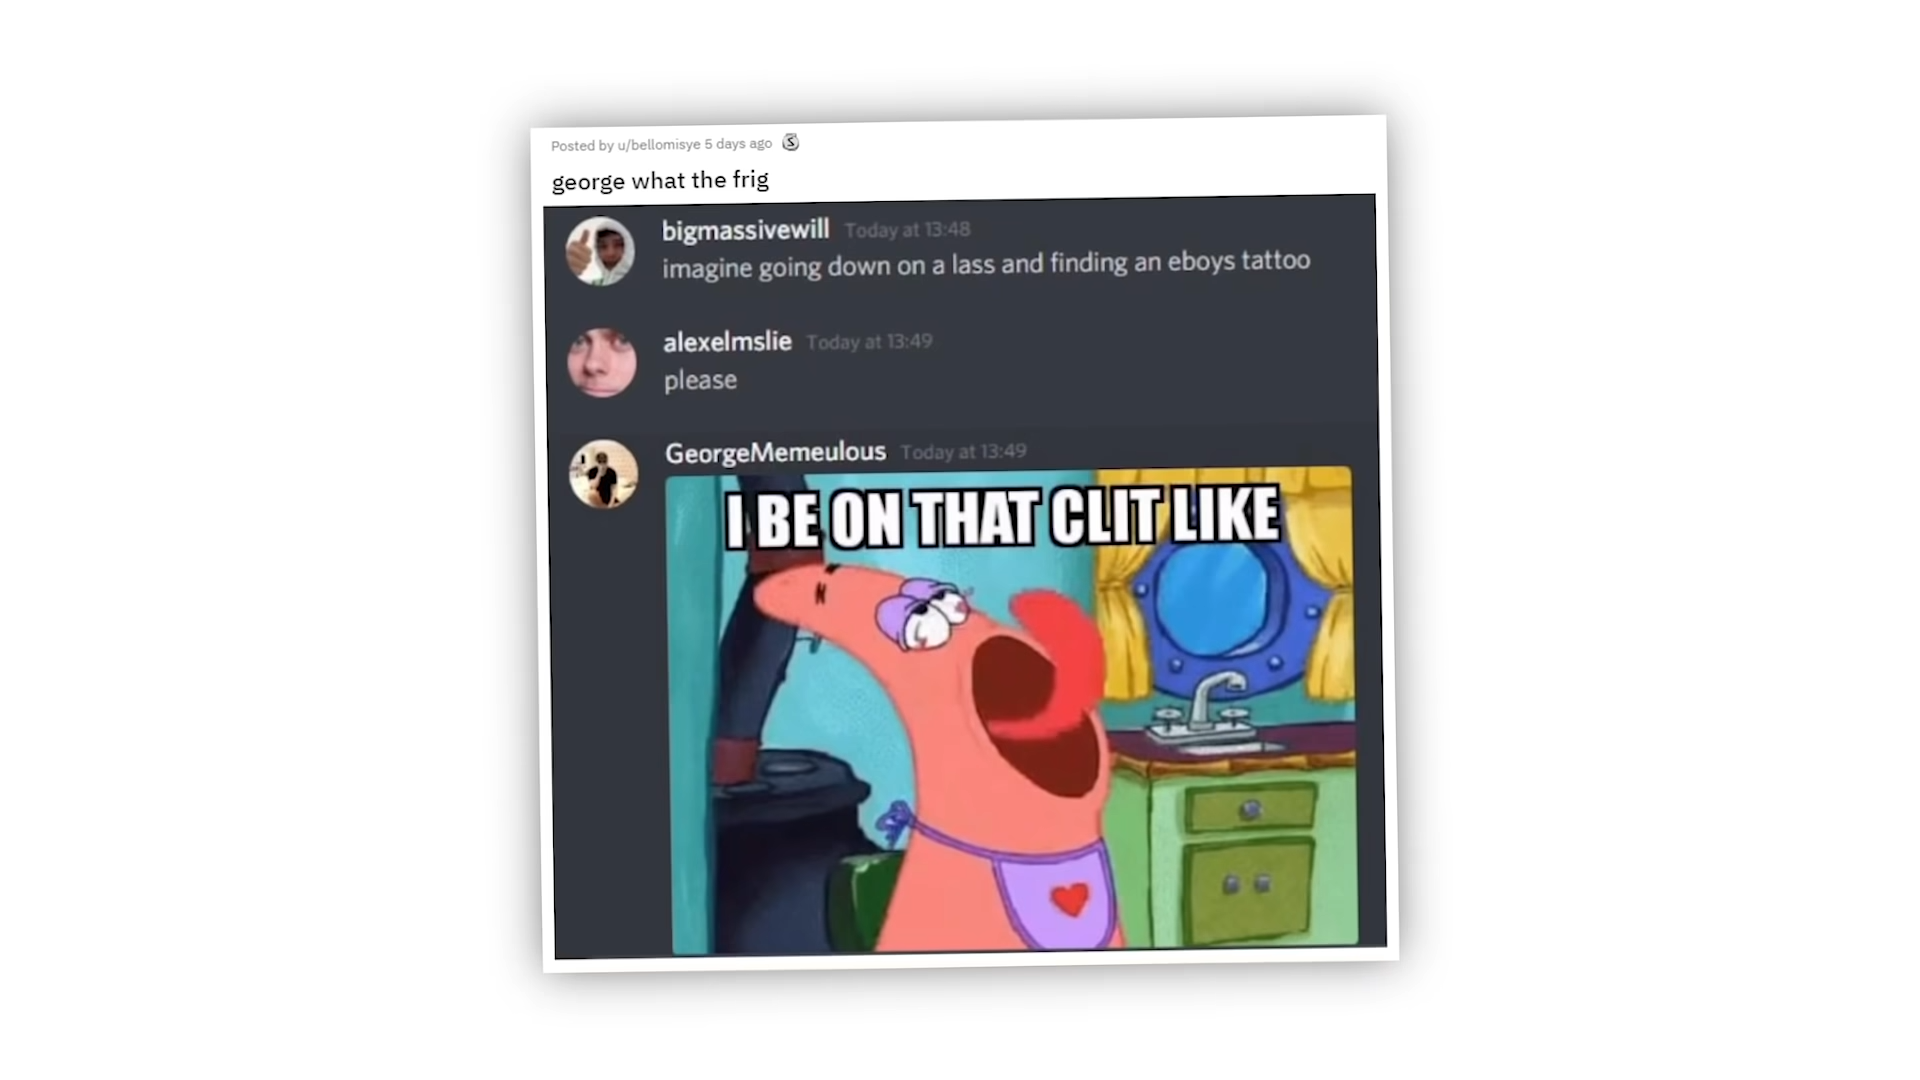 Posted by u/bellomisye 5 days ago
george what the frig
bigmassivewill Today at 13:48
imagine going down on a lass and finding an eboys tattoo
alexelmslie Today at 13:49
please
GeorgeMemeulous Today at 13:49
I BE ON THAT CLIT LIKE